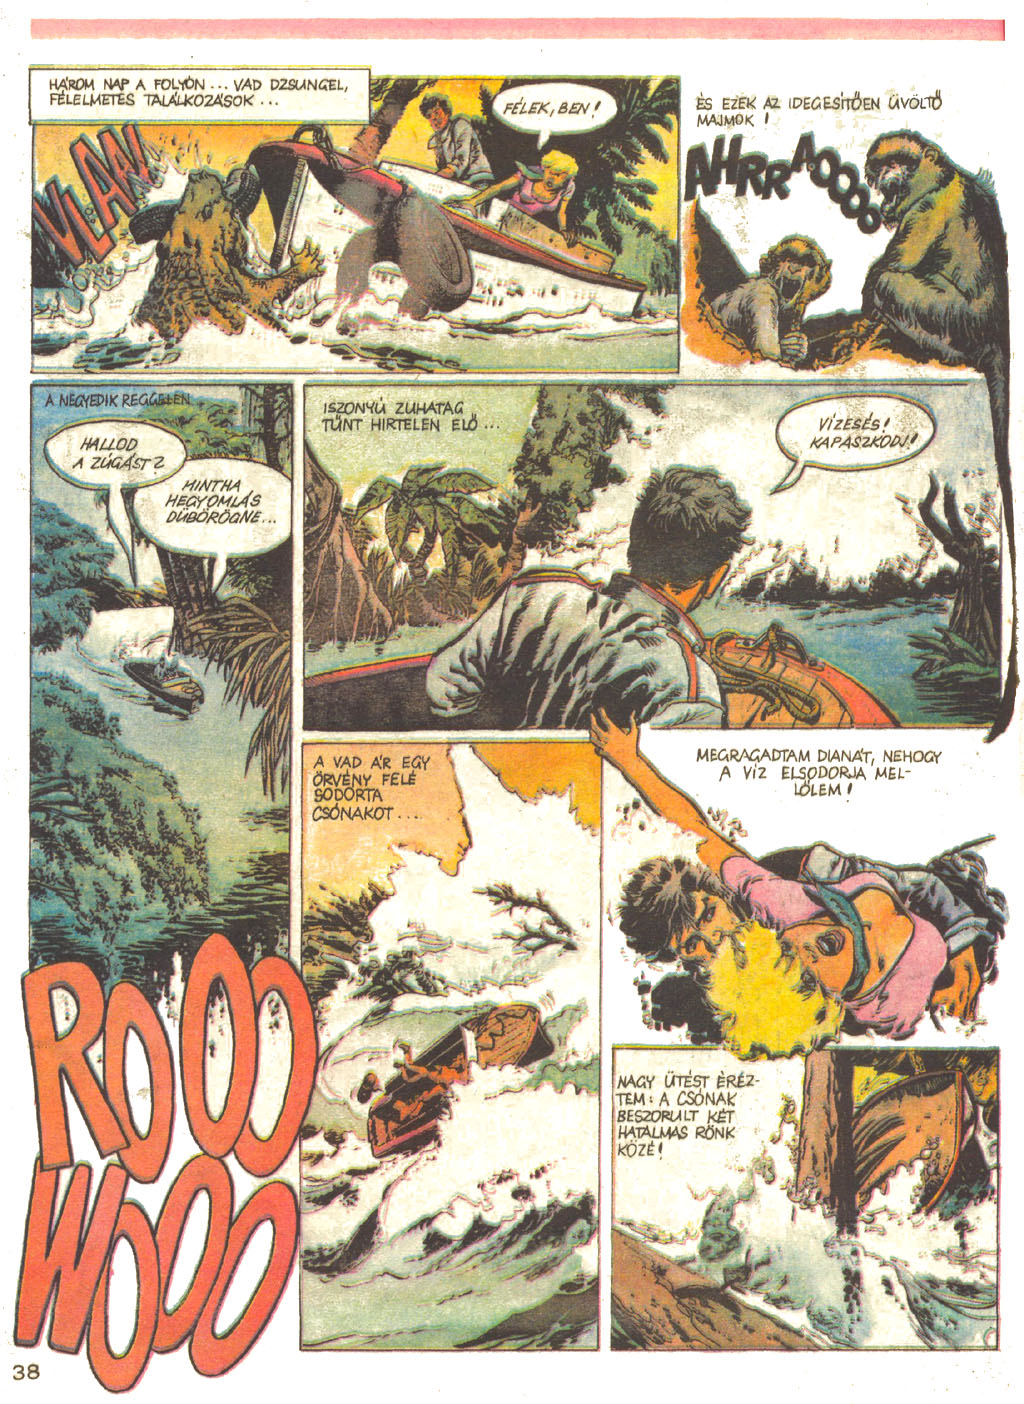 HÁROM NAP A FOLYÓN... VAD DZSUNGEL,
FÉLELMETES TALÁLKOZÁSOK...
VLAN!
FÉLEK, BEN!
ÉS EZEK AZ IDEGESÍTŐEN ÜVÖLTŐ
MAJMOK!
AHRRAOOOO
A NEGYEDIK REGGELEN
HALLOD
A ZÚGÁST?
MINTHA
HEGYOMLÁS
DÜBÖRÖGNE...
ROOO
WOOO
ISZONYÚ ZUHATAG
TŰNT HIRTELEN ELŐ...
VÍZESÉS!
KAPASZKODJ!
A VAD ÁR EGY
ÖRVÉNY FELÉ
SODORTA
CSÓNAKOT...
MEGRAGADTAM DIANÁT, NEHOGY
A VÍZ ELSODORJA MEL-
LŐLEM!
NAGY ÜTÉST ÉREZ-
TEM: A CSÓNAK
BESZORULT KÉT
HATALMAS RÖNK
KÖZÉ!
38